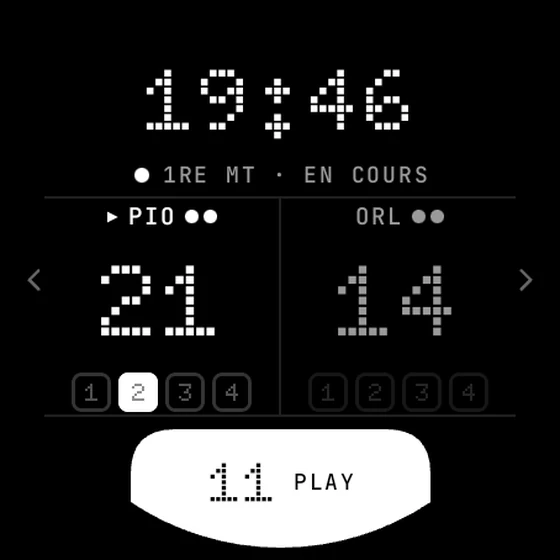 19:46
1RE MT · EN COURS
PIO ORL
21 14
1 2 3 4 1 2 3 4
11 PLAY